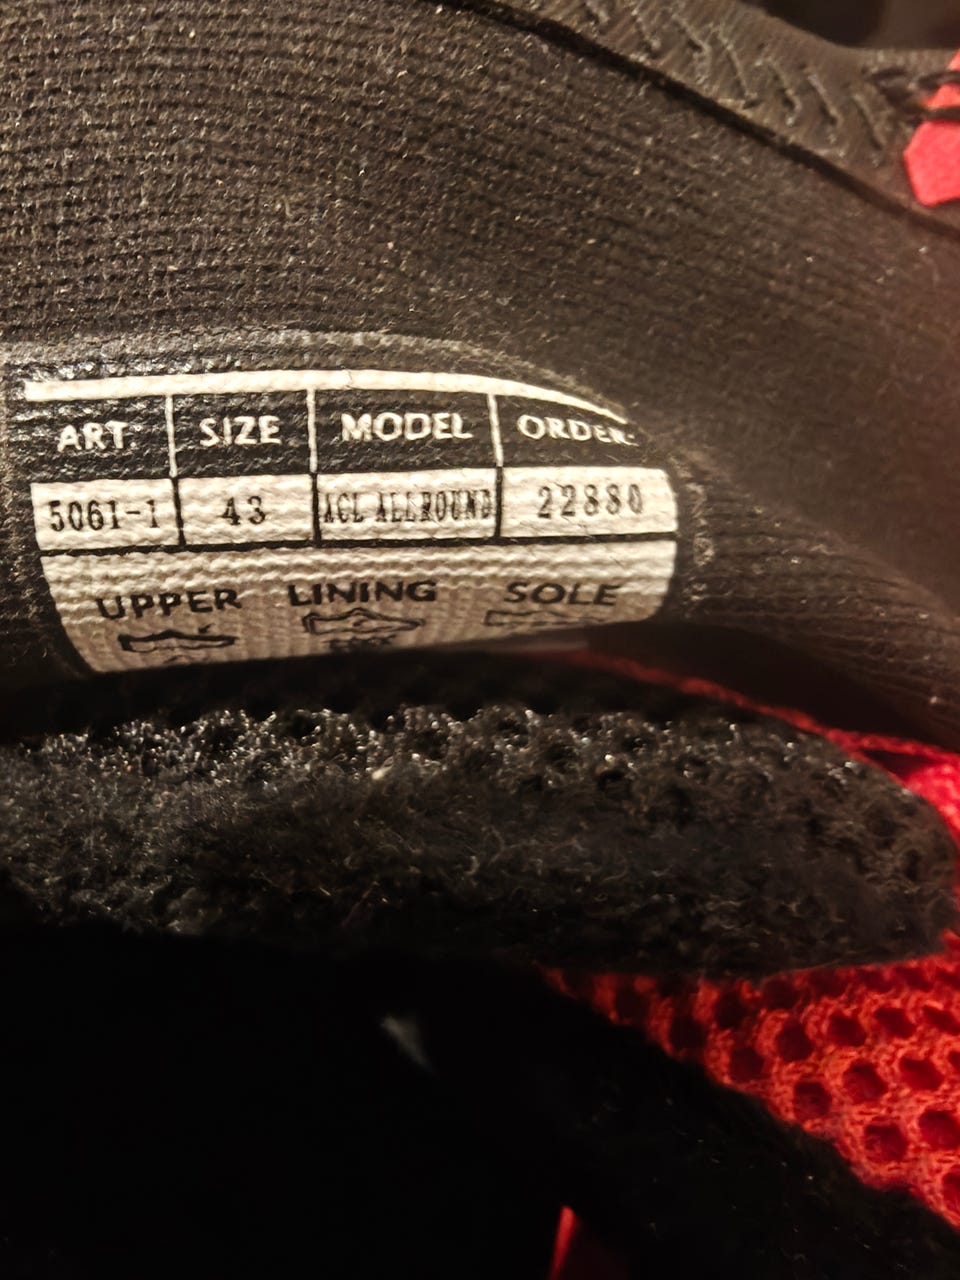 ART. SIZE MODEL ORDER:
5061-1 43 ACL ALLROUND 22880
UPPER LINING SOLE